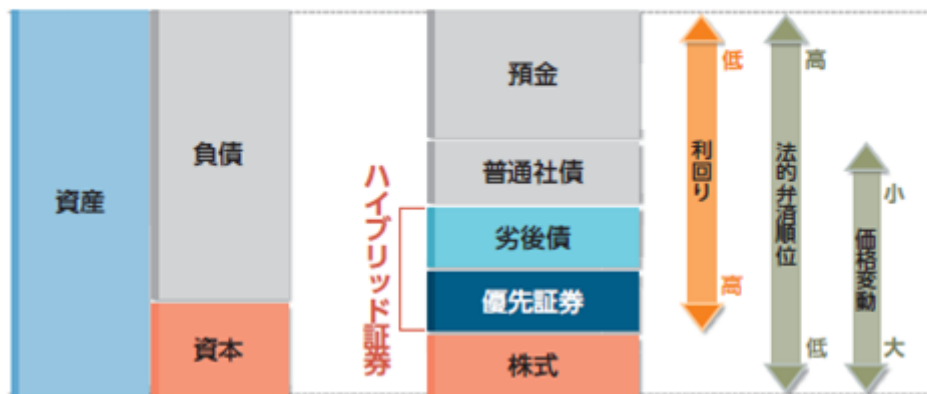 資産
負債
資本
ハイブリッド証券
預金
普通社債
劣後債
優先証券
株式
低
利回り
高
高
法的弁済順位
低
小
価格変動
大